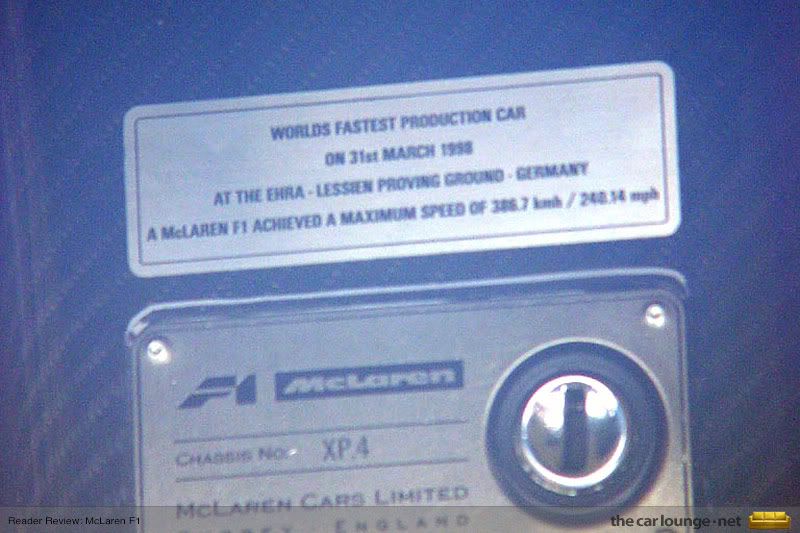 WORLDS FASTEST PRODUCTION CAR
ON 31st MARCH 1998
AT THE EHRA - LESSIEN PROVING GROUND - GERMANY
A McLAREN F1 ACHIEVED A MAXIMUM SPEED OF 386.7 kmh / 240.14 mph
F1 McLaren
CHASSIS No. XP.4
McLAREN CARS LIMITED
ENGLAND
Reader Review: McLaren F1
thecarlounge.net